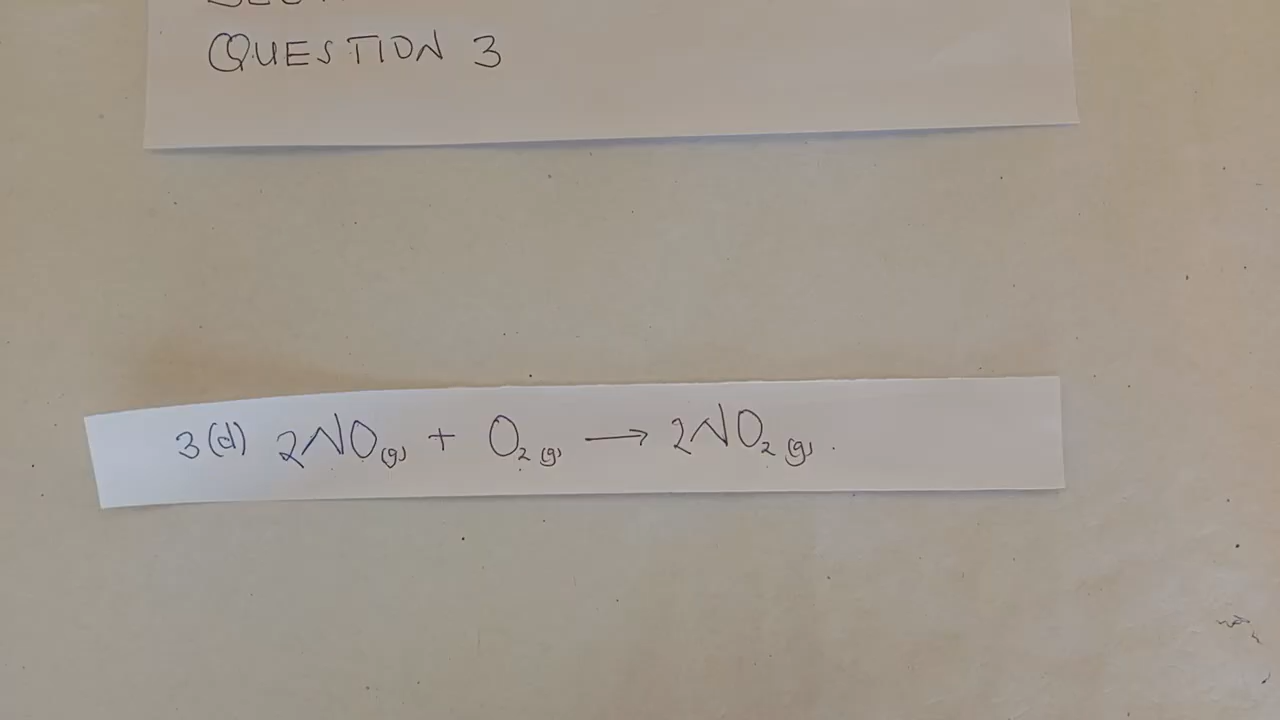 QUESTION 3
3(d) 2NO(g) + O₂(g) → 2NO₂(g).